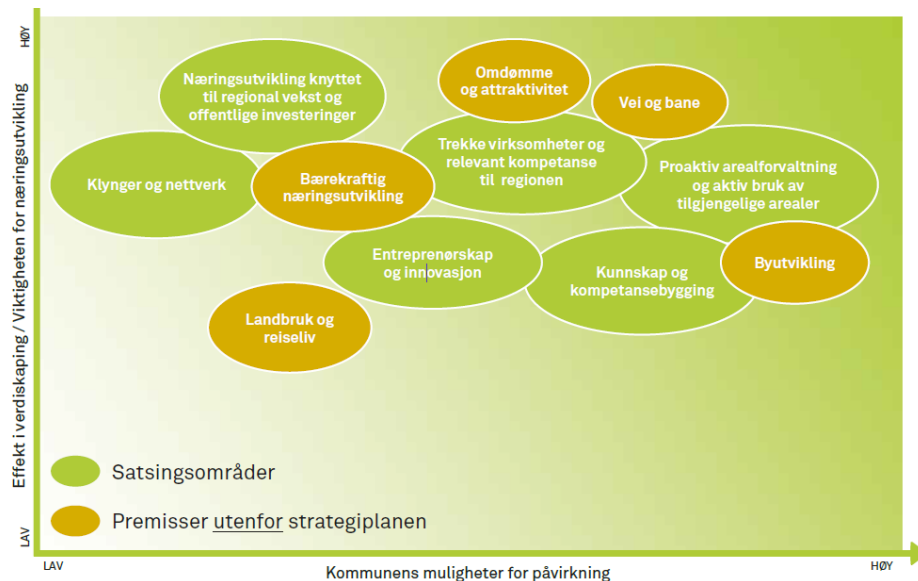 HØY
Effekt i verdiskaping / Viktigheten for næringsutvikling
LAV
Næringsutvikling knyttet
til regional vekst og
offentlige investeringer
Omdømme
og attraktivitet
Vei og bane
Klynger og nettverk
Bærekraftig
næringsutvikling
Trekke virksomheter og
relevant kompetanse
til regionen
Proaktiv arealforvaltning
og aktiv bruk av
tilgjengelige arealer
Entreprenørskap
og innovasjon
Kunnskap og
kompetansebygging
Byutvikling
Landbruk og
reiseliv
Satsingsområder
Premisser utenfor strategiplanen
LAV
Kommunens muligheter for påvirkning
HØY